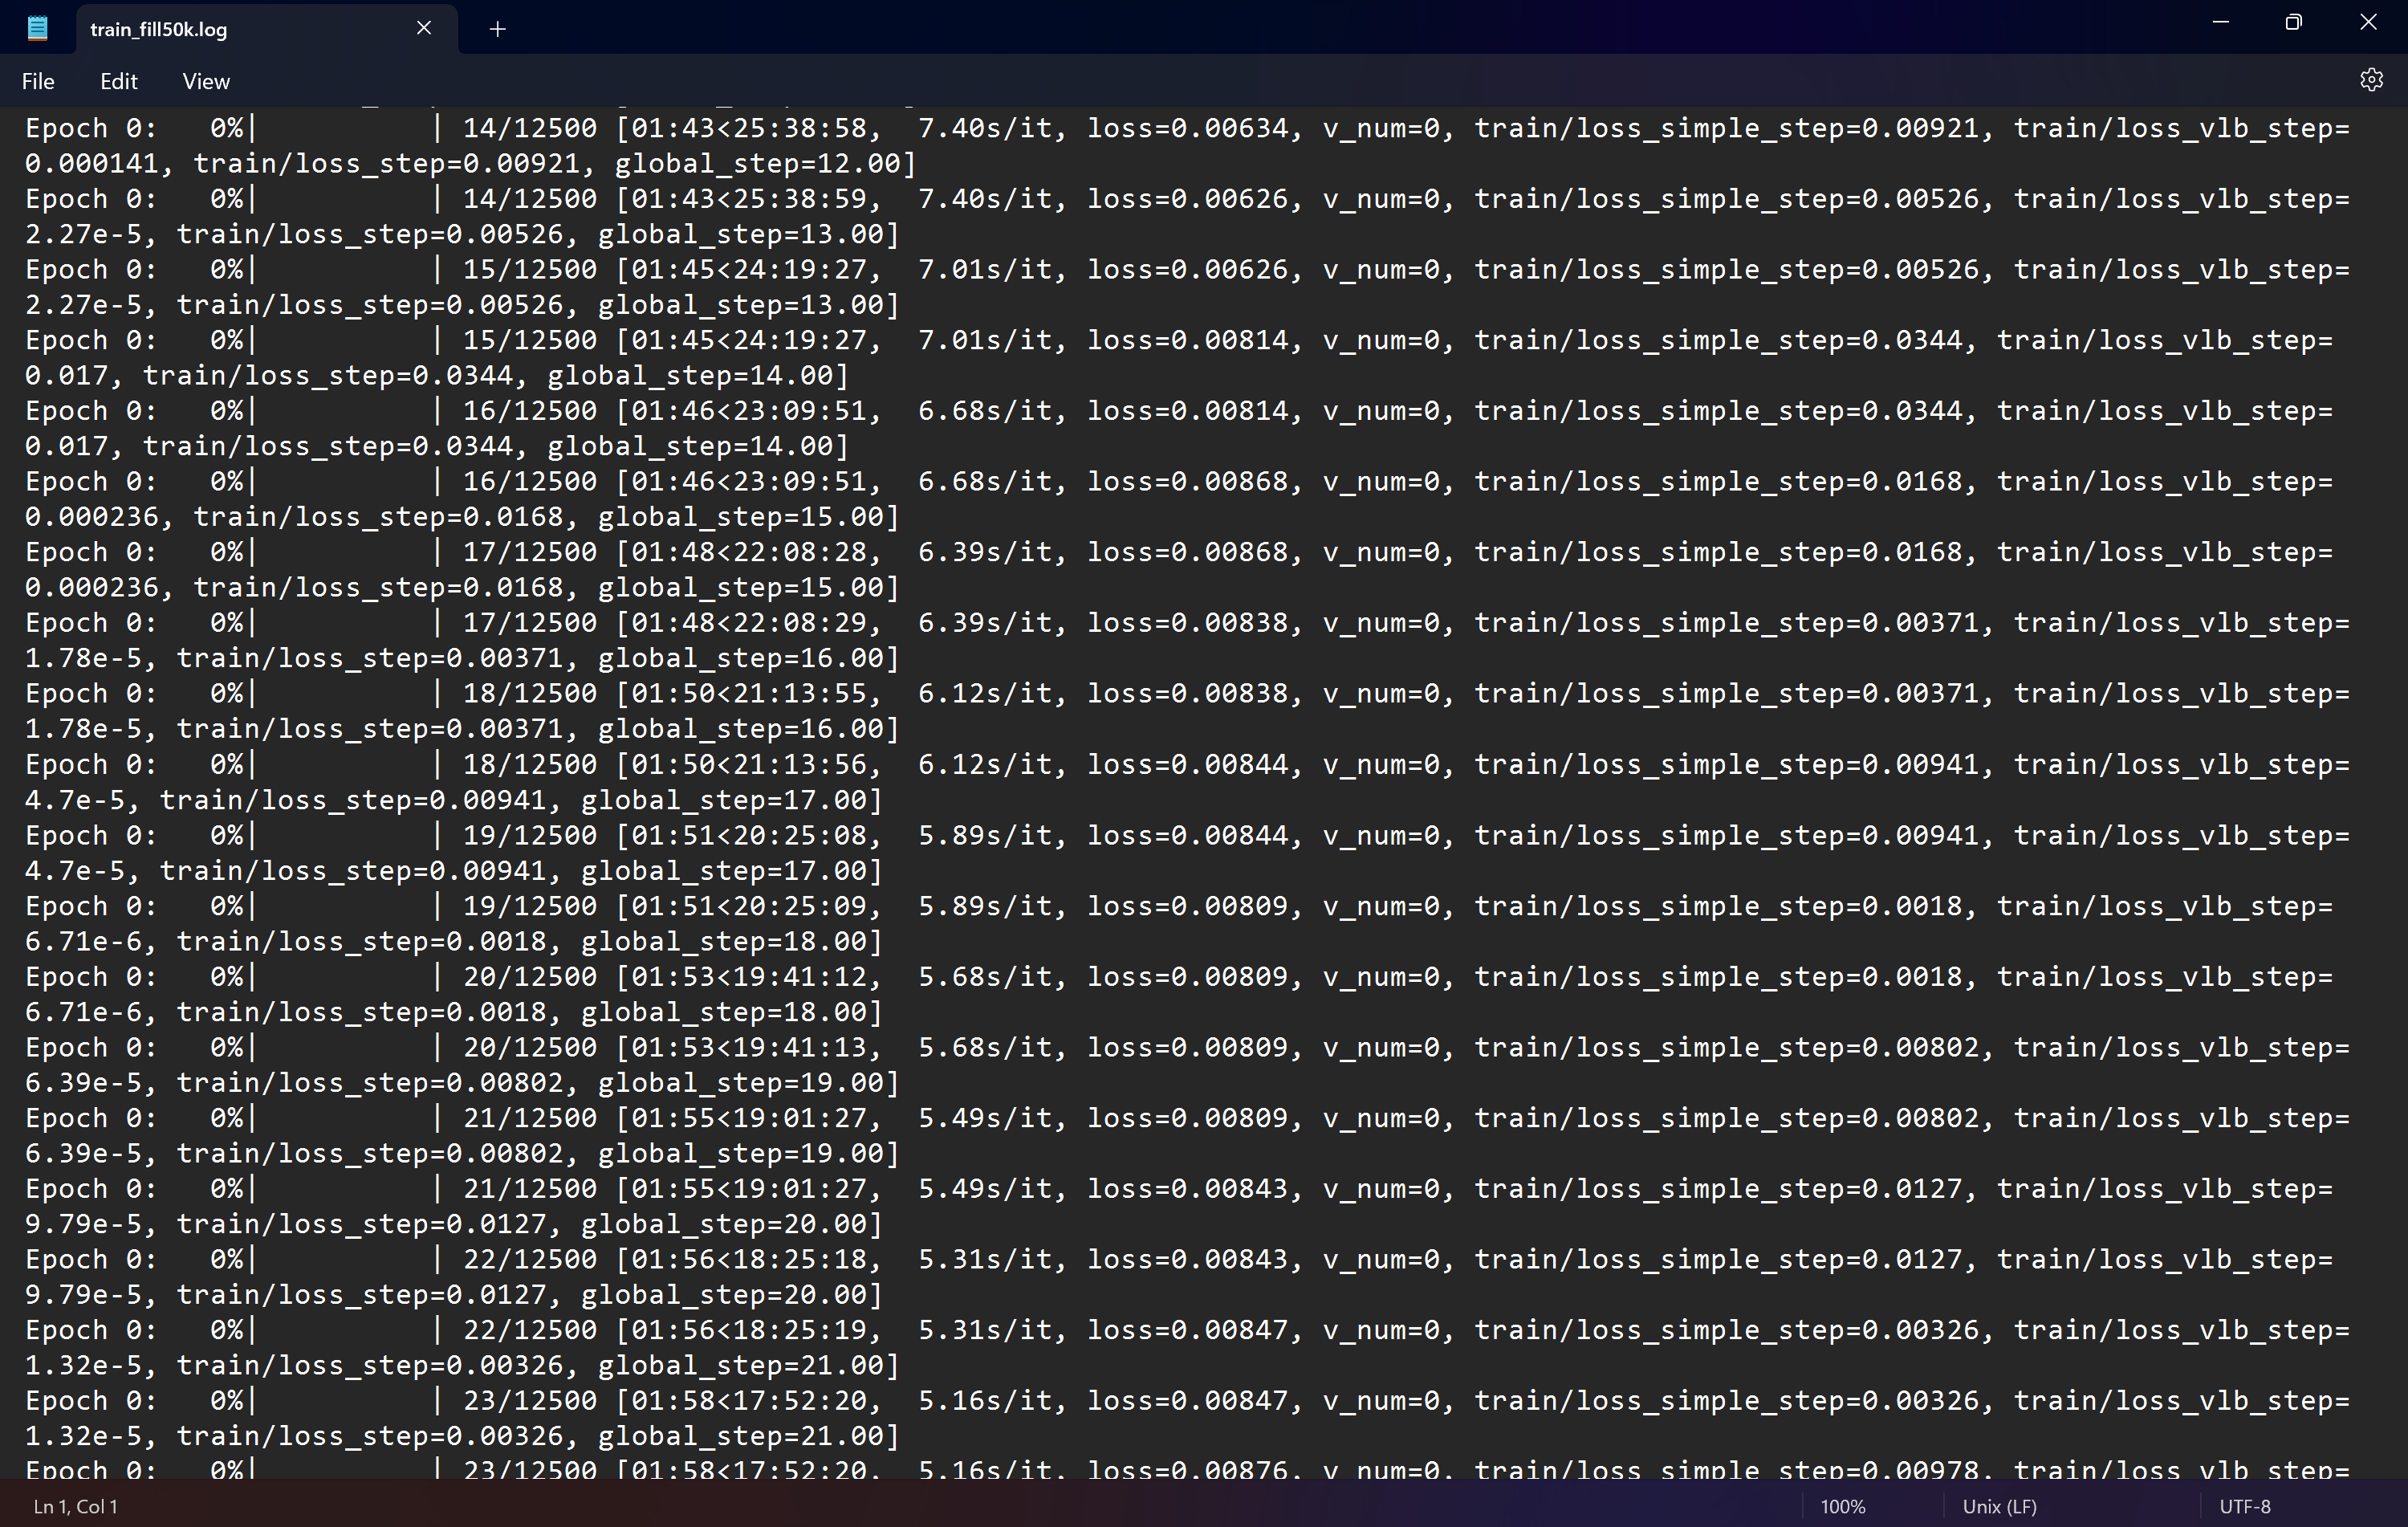 train_fill50k.log
File Edit View
Epoch 0:   0%|          | 14/12500 [01:43<25:38:58,  7.40s/it, loss=0.00634, v_num=0, train/loss_simple_step=0.00921, train/loss_vlb_step=
0.000141, train/loss_step=0.00921, global_step=12.00]
Epoch 0:   0%|          | 14/12500 [01:43<25:38:59,  7.40s/it, loss=0.00626, v_num=0, train/loss_simple_step=0.00526, train/loss_vlb_step=
2.27e-5, train/loss_step=0.00526, global_step=13.00]
Epoch 0:   0%|          | 15/12500 [01:45<24:19:27,  7.01s/it, loss=0.00626, v_num=0, train/loss_simple_step=0.00526, train/loss_vlb_step=
2.27e-5, train/loss_step=0.00526, global_step=13.00]
Epoch 0:   0%|          | 15/12500 [01:45<24:19:27,  7.01s/it, loss=0.00814, v_num=0, train/loss_simple_step=0.0344, train/loss_vlb_step=
0.017, train/loss_step=0.0344, global_step=14.00]
Epoch 0:   0%|          | 16/12500 [01:46<23:09:51,  6.68s/it, loss=0.00814, v_num=0, train/loss_simple_step=0.0344, train/loss_vlb_step=
0.017, train/loss_step=0.0344, global_step=14.00]
Epoch 0:   0%|          | 16/12500 [01:46<23:09:51,  6.68s/it, loss=0.00868, v_num=0, train/loss_simple_step=0.0168, train/loss_vlb_step=
0.000236, train/loss_step=0.0168, global_step=15.00]
Epoch 0:   0%|          | 17/12500 [01:48<22:08:28,  6.39s/it, loss=0.00868, v_num=0, train/loss_simple_step=0.0168, train/loss_vlb_step=
0.000236, train/loss_step=0.0168, global_step=15.00]
Epoch 0:   0%|          | 17/12500 [01:48<22:08:29,  6.39s/it, loss=0.00838, v_num=0, train/loss_simple_step=0.00371, train/loss_vlb_step=
1.78e-5, train/loss_step=0.00371, global_step=16.00]
Epoch 0:   0%|          | 18/12500 [01:50<21:13:55,  6.12s/it, loss=0.00838, v_num=0, train/loss_simple_step=0.00371, train/loss_vlb_step=
1.78e-5, train/loss_step=0.00371, global_step=16.00]
Epoch 0:   0%|          | 18/12500 [01:50<21:13:56,  6.12s/it, loss=0.00844, v_num=0, train/loss_simple_step=0.00941, train/loss_vlb_step=
4.7e-5, train/loss_step=0.00941, global_step=17.00]
Epoch 0:   0%|          | 19/12500 [01:51<20:25:08,  5.89s/it, loss=0.00844, v_num=0, train/loss_simple_step=0.00941, train/loss_vlb_step=
4.7e-5, train/loss_step=0.00941, global_step=17.00]
Epoch 0:   0%|          | 19/12500 [01:51<20:25:09,  5.89s/it, loss=0.00809, v_num=0, train/loss_simple_step=0.0018, train/loss_vlb_step=
6.71e-6, train/loss_step=0.0018, global_step=18.00]
Epoch 0:   0%|          | 20/12500 [01:53<19:41:12,  5.68s/it, loss=0.00809, v_num=0, train/loss_simple_step=0.0018, train/loss_vlb_step=
6.71e-6, train/loss_step=0.0018, global_step=18.00]
Epoch 0:   0%|          | 20/12500 [01:53<19:41:13,  5.68s/it, loss=0.00809, v_num=0, train/loss_simple_step=0.00802, train/loss_vlb_step=
6.39e-5, train/loss_step=0.00802, global_step=19.00]
Epoch 0:   0%|          | 21/12500 [01:55<19:01:27,  5.49s/it, loss=0.00809, v_num=0, train/loss_simple_step=0.00802, train/loss_vlb_step=
6.39e-5, train/loss_step=0.00802, global_step=19.00]
Epoch 0:   0%|          | 21/12500 [01:55<19:01:27,  5.49s/it, loss=0.00843, v_num=0, train/loss_simple_step=0.0127, train/loss_vlb_step=
9.79e-5, train/loss_step=0.0127, global_step=20.00]
Epoch 0:   0%|          | 22/12500 [01:56<18:25:18,  5.31s/it, loss=0.00843, v_num=0, train/loss_simple_step=0.0127, train/loss_vlb_step=
9.79e-5, train/loss_step=0.0127, global_step=20.00]
Epoch 0:   0%|          | 22/12500 [01:56<18:25:19,  5.31s/it, loss=0.00847, v_num=0, train/loss_simple_step=0.00326, train/loss_vlb_step=
1.32e-5, train/loss_step=0.00326, global_step=21.00]
Epoch 0:   0%|          | 23/12500 [01:58<17:52:20,  5.16s/it, loss=0.00847, v_num=0, train/loss_simple_step=0.00326, train/loss_vlb_step=
1.32e-5, train/loss_step=0.00326, global_step=21.00]
Epoch 0:   0%|          | 23/12500 [01:58<17:52:20,  5.16s/it, loss=0.00876, v_num=0, train/loss_simple_step=0.00978, train/loss_vlb_step=
Ln 1, Col 1 100% Unix (LF) UTF-8